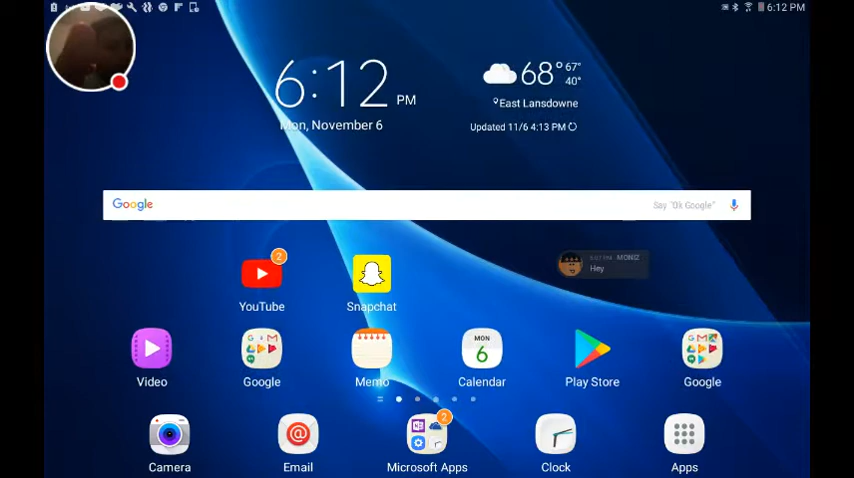 6:12 PM
6:12 PM
68° 67°
40°
East Lansdowne
Mon, November 6
Updated 11/6 4:13 PM
Google
Say "Ok Google"
2
MONIZ
Hey
YouTube
Snapchat
MON
6
Video
Google
Memo
Calendar
Play Store
Google
2
Camera
Email
Microsoft Apps
Clock
Apps